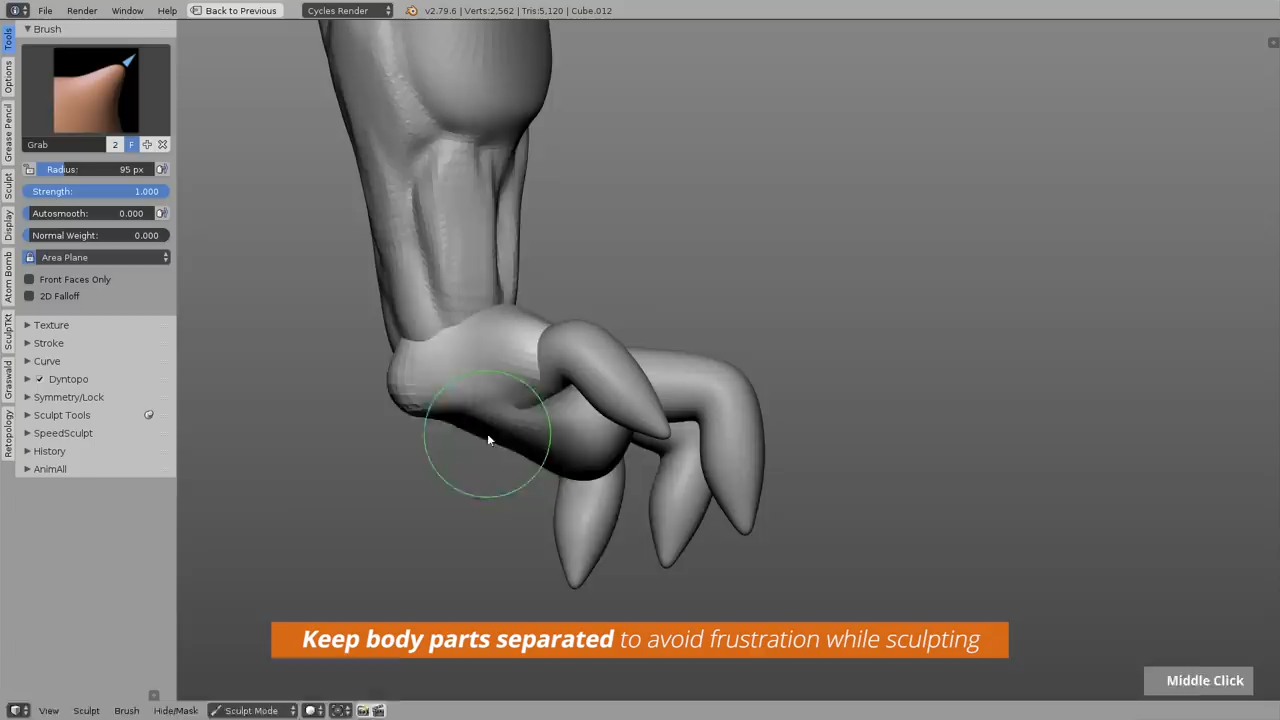 File Render Window Help Back to Previous Cycles Render v2.79.6 | Verts:2,562 | Tris:5,120 | Cube.012
Tools
Options
Grease Pencil
Sculpt
Display
Atom Bomb
SculpTKt
Graswald
Retopology
Brush
Grab 2 F
Radius: 95 px
Strength: 1.000
Autosmooth: 0.000
Normal Weight: 0.000
Area Plane
Front Faces Only
2D Falloff
Texture
Stroke
Curve
Dyntopo
Symmetry/Lock
Sculpt Tools
SpeedSculpt
History
AnimAll
Keep body parts separated to avoid frustration while sculpting
Middle Click
View Sculpt Brush Hide/Mask Sculpt Mode